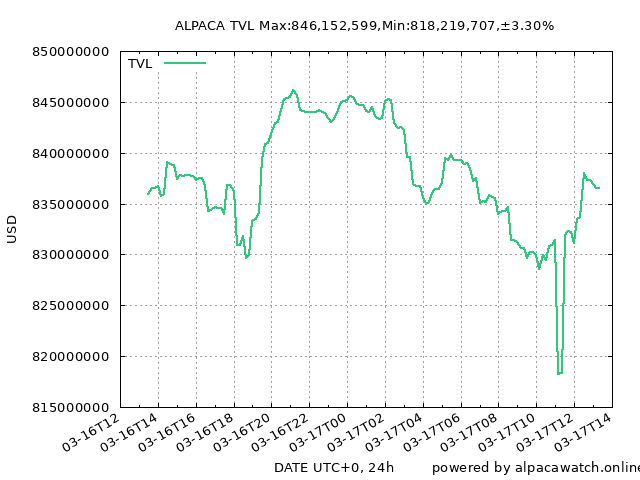 ALPACA TVL Max:846,152,599,Min:818,219,707,±3.30%
850000000
TVL
845000000
840000000
835000000
USD
830000000
825000000
820000000
815000000
03-16T12
03-16T14
03-16T16
03-16T18
03-16T20
03-16T22
03-17T00
03-17T02
03-17T04
03-17T06
03-17T08
03-17T10
03-17T12
03-17T14
DATE UTC+0, 24h
powered by alpacawatch.online